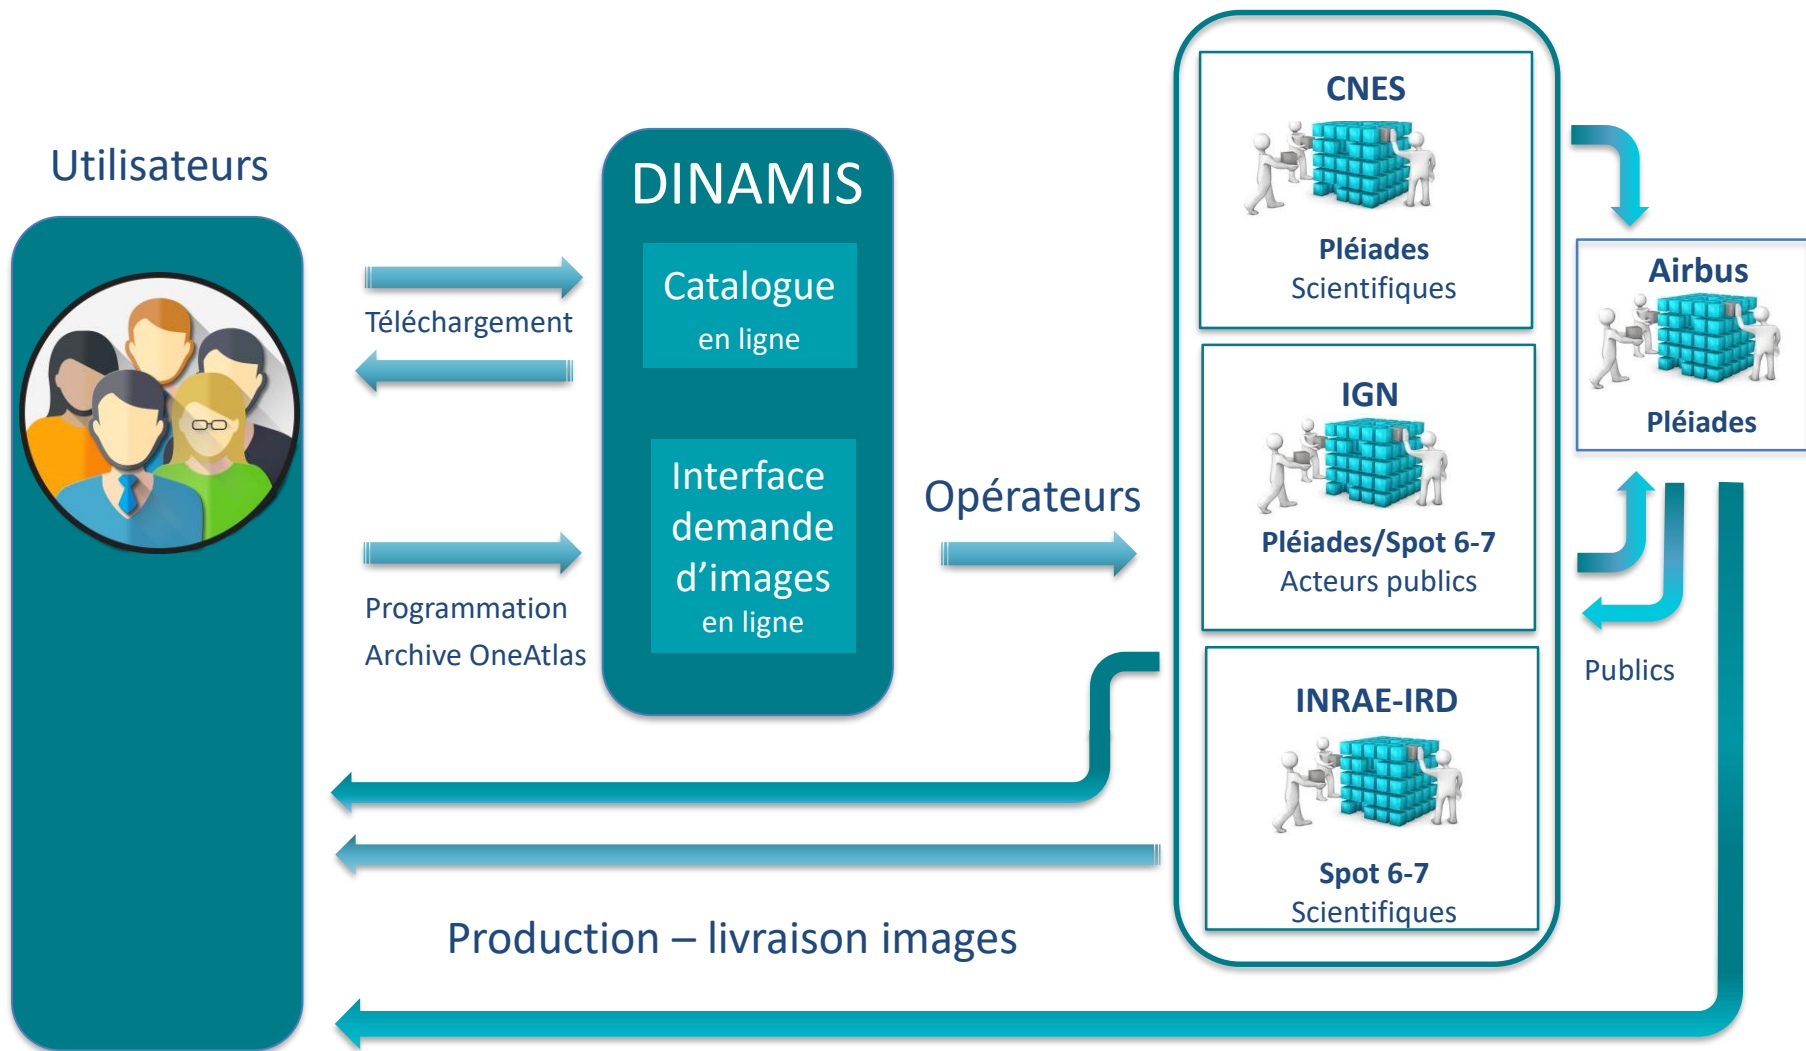 Utilisateurs
DINAMIS
Catalogue
en ligne
Téléchargement
Interface
demande
d’images
en ligne
Programmation
Archive OneAtlas
Opérateurs
CNES
Pléiades
Scientifiques
IGN
Pléiades/Spot 6-7
Acteurs publics
INRAE-IRD
Spot 6-7
Scientifiques
Airbus
Pléiades
Publics
Production – livraison images